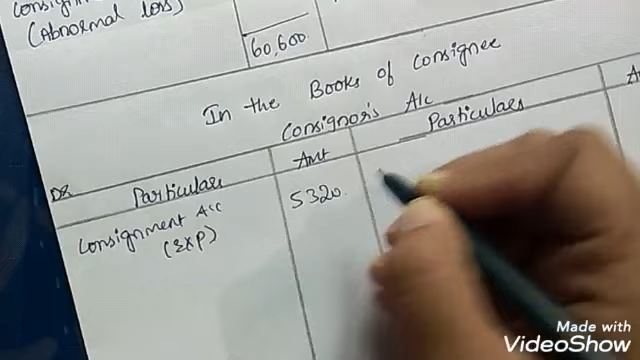 consign
(Abnormal loss)
60,600.
In the Books of consignee
Consignor's A/c
Dr Particulars Amt Particulars A
Consignment A/c 5320.
(Exp)
Made with
VideoShow